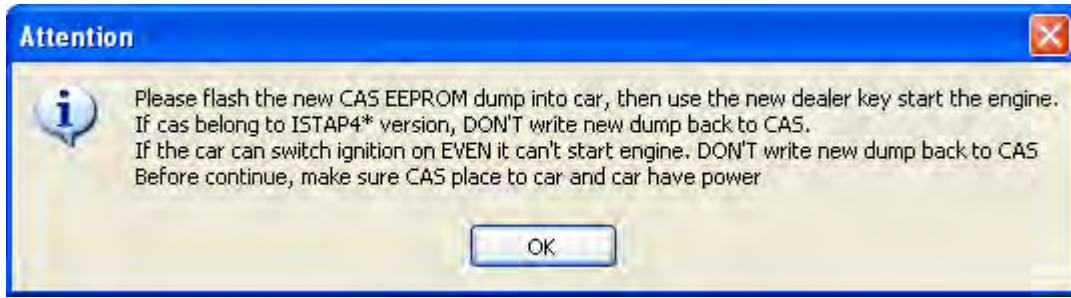 Attention
Please flash the new CAS EEPROM dump into car, then use the new dealer key start the engine.
If cas belong to ISTAP4* version, DON'T write new dump back to CAS.
If the car can switch ignition on EVEN it can't start engine. DON'T write new dump back to CAS
Before continue, make sure CAS place to car and car have power
OK